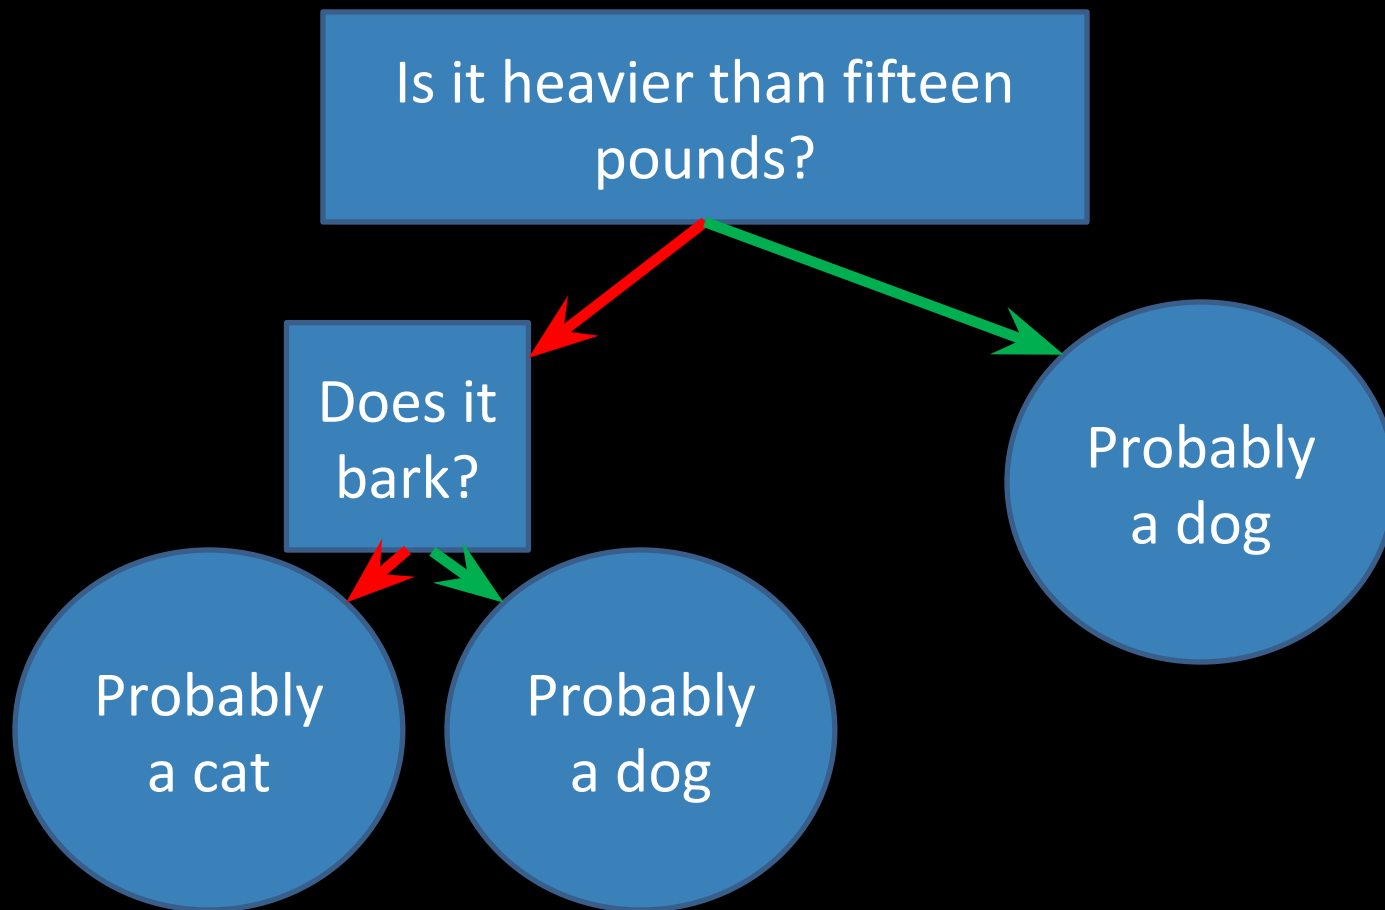 Is it heavier than fifteen
pounds?
Does it
bark?
Probably
a dog
Probably
a cat
Probably
a dog